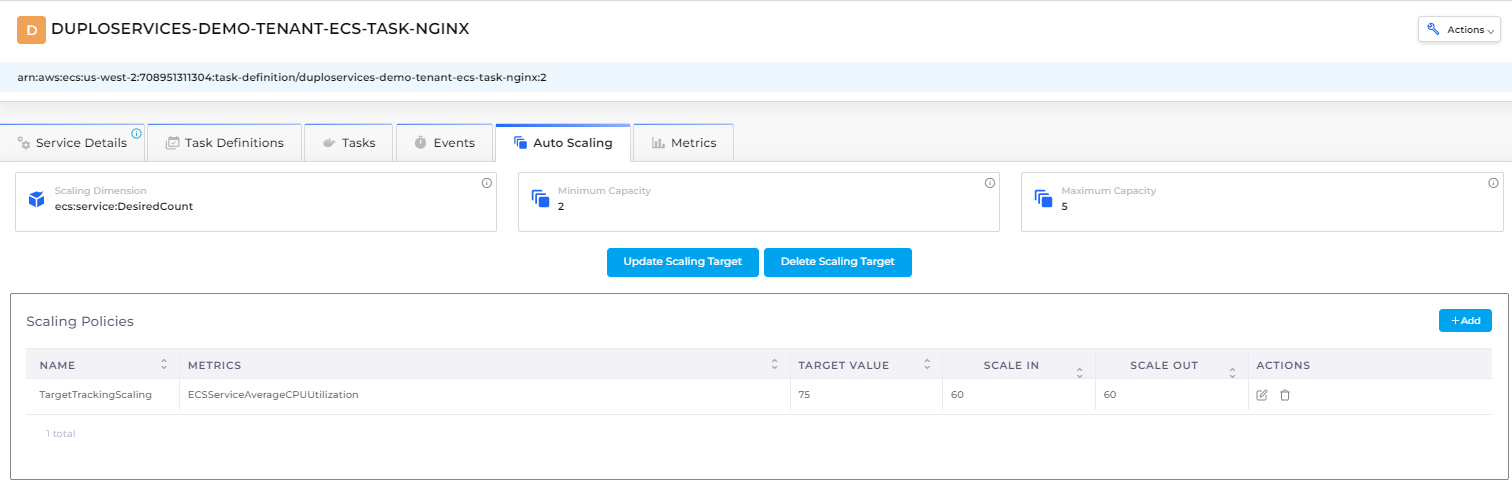 D DUPLOSERVICES-DEMO-TENANT-ECS-TASK-NGINX
Actions
arn:aws:ecs:us-west-2:708951311304:task-definition/duploservices-demo-tenant-ecs-task-nginx:2
Service Details Task Definitions Tasks Events Auto Scaling Metrics
Scaling Dimension
ecs:service:DesiredCount
Minimum Capacity
2
Maximum Capacity
5
Update Scaling Target Delete Scaling Target
Scaling Policies
+ Add
NAME METRICS TARGET VALUE SCALE IN SCALE OUT ACTIONS
TargetTrackingScaling ECSServiceAverageCPUUtilization 75 60 60
1 total